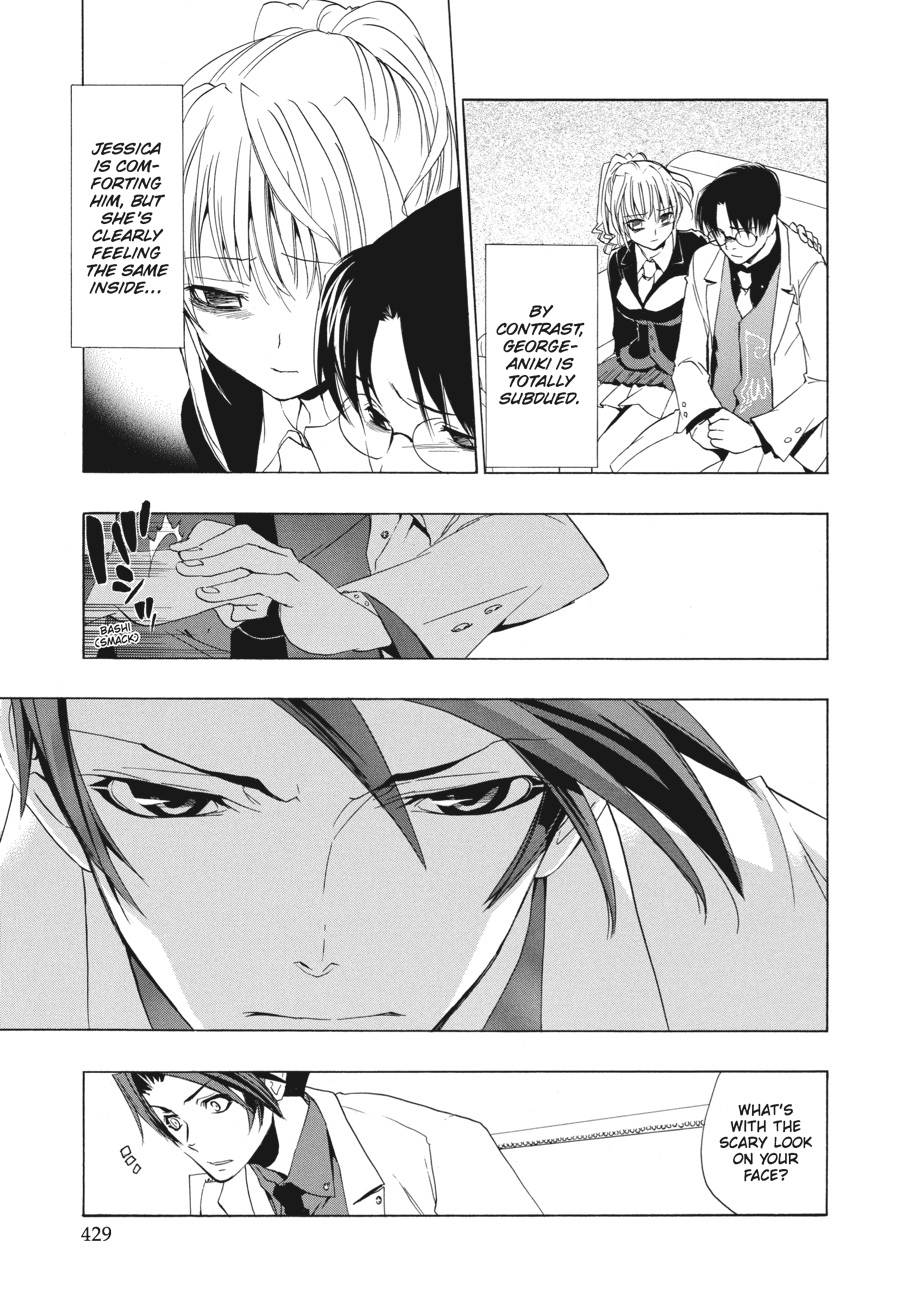 BY
CONTRAST,
GEORGE-
ANIKI IS
TOTALLY
SUBDUED.
JESSICA
IS COM-
FORTING
HIM, BUT
SHE'S
CLEARLY
FEELING
THE SAME
INSIDE...
BASHI
(SMACK)
WHAT'S
WITH THE
SCARY LOOK
ON YOUR
FACE?
429